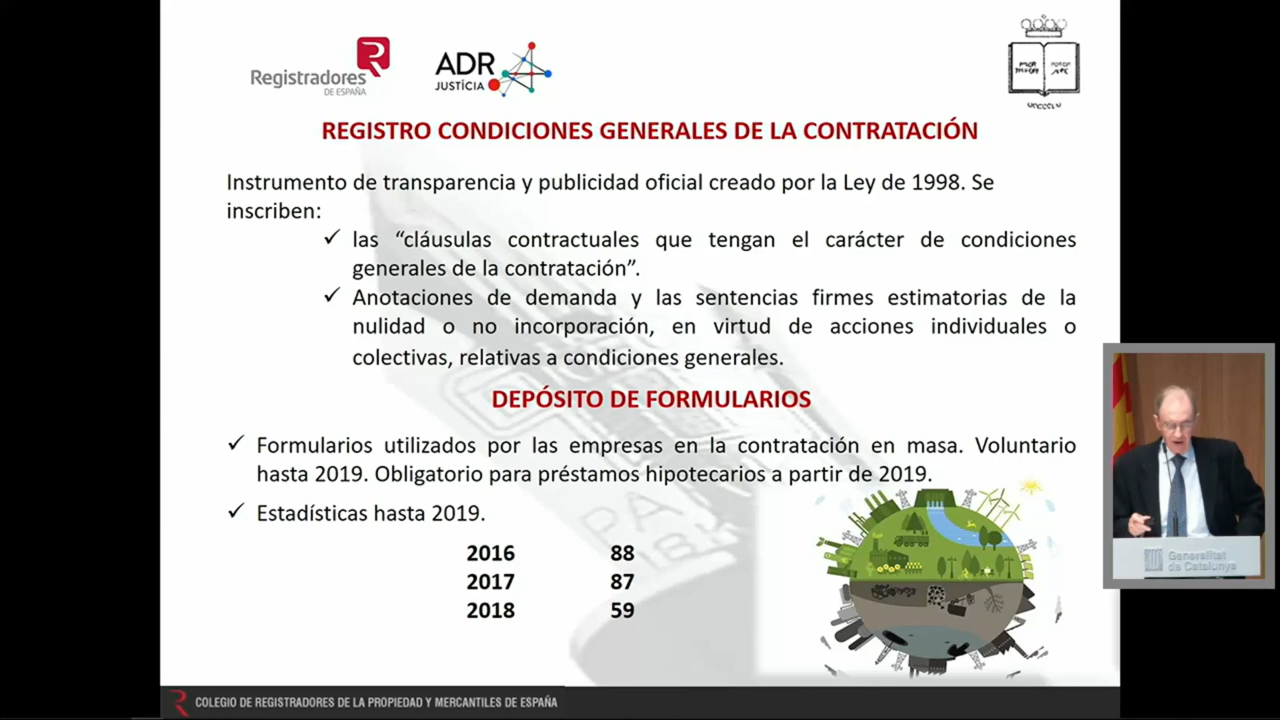 Registradores
DE ESPAÑA
ADR
JUSTÍCIA
REGISTRO CONDICIONES GENERALES DE LA CONTRATACIÓN
Instrumento de transparencia y publicidad oficial creado por la Ley de 1998. Se
inscriben:
✓ las “cláusulas contractuales que tengan el carácter de condiciones
generales de la contratación”.
✓ Anotaciones de demanda y las sentencias firmes estimatorias de la
nulidad o no incorporación, en virtud de acciones individuales o
colectivas, relativas a condiciones generales.
DEPÓSITO DE FORMULARIOS
✓ Formularios utilizados por las empresas en la contratación en masa. Voluntario
hasta 2019. Obligatorio para préstamos hipotecarios a partir de 2019.
✓ Estadísticas hasta 2019.
2016 88
2017 87
2018 59
Generalitat
de Catalunya
COLEGIO DE REGISTRADORES DE LA PROPIEDAD Y MERCANTILES DE ESPAÑA